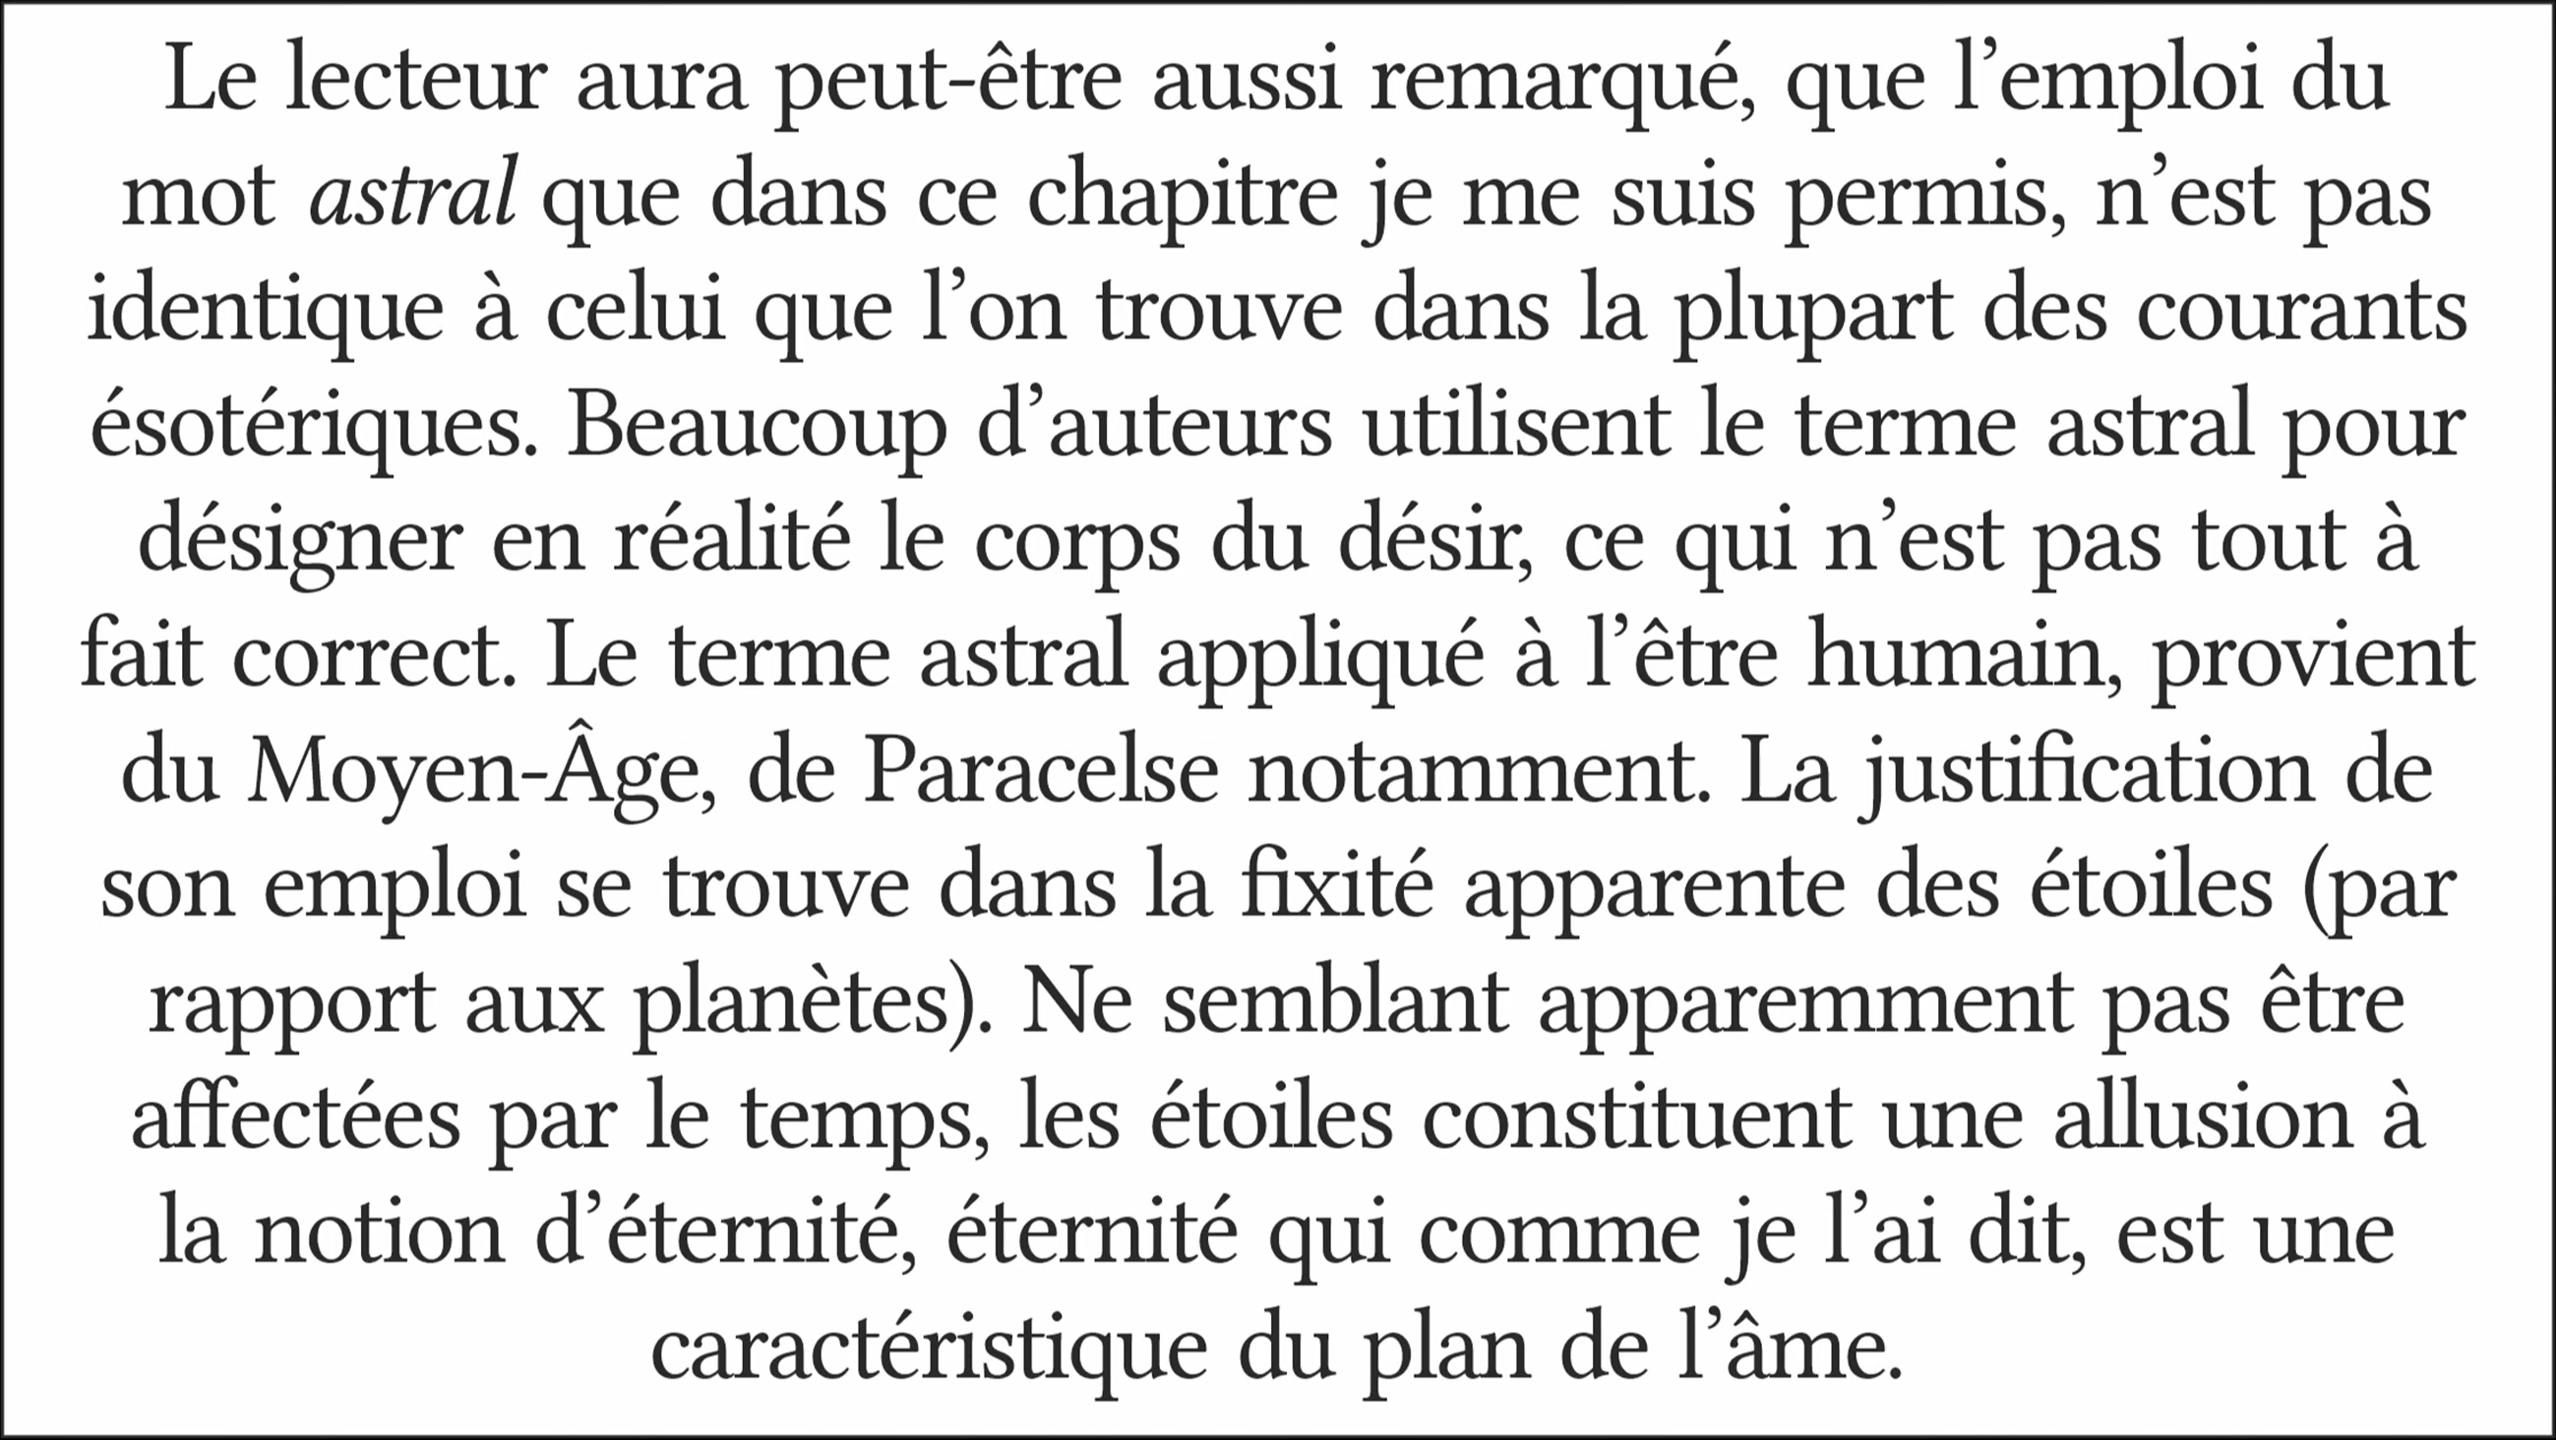 Le lecteur aura peut-être aussi remarqué, que l’emploi du
mot astral que dans ce chapitre je me suis permis, n’est pas
identique à celui que l’on trouve dans la plupart des courants
ésotériques. Beaucoup d’auteurs utilisent le terme astral pour
désigner en réalité le corps du désir, ce qui n’est pas tout à
fait correct. Le terme astral appliqué à l’être humain, provient
du Moyen-Âge, de Paracelse notamment. La justification de
son emploi se trouve dans la fixité apparente des étoiles (par
rapport aux planètes). Ne semblant apparemment pas être
affectées par le temps, les étoiles constituent une allusion à
la notion d’éternité, éternité qui comme je l’ai dit, est une
caractéristique du plan de l’âme.